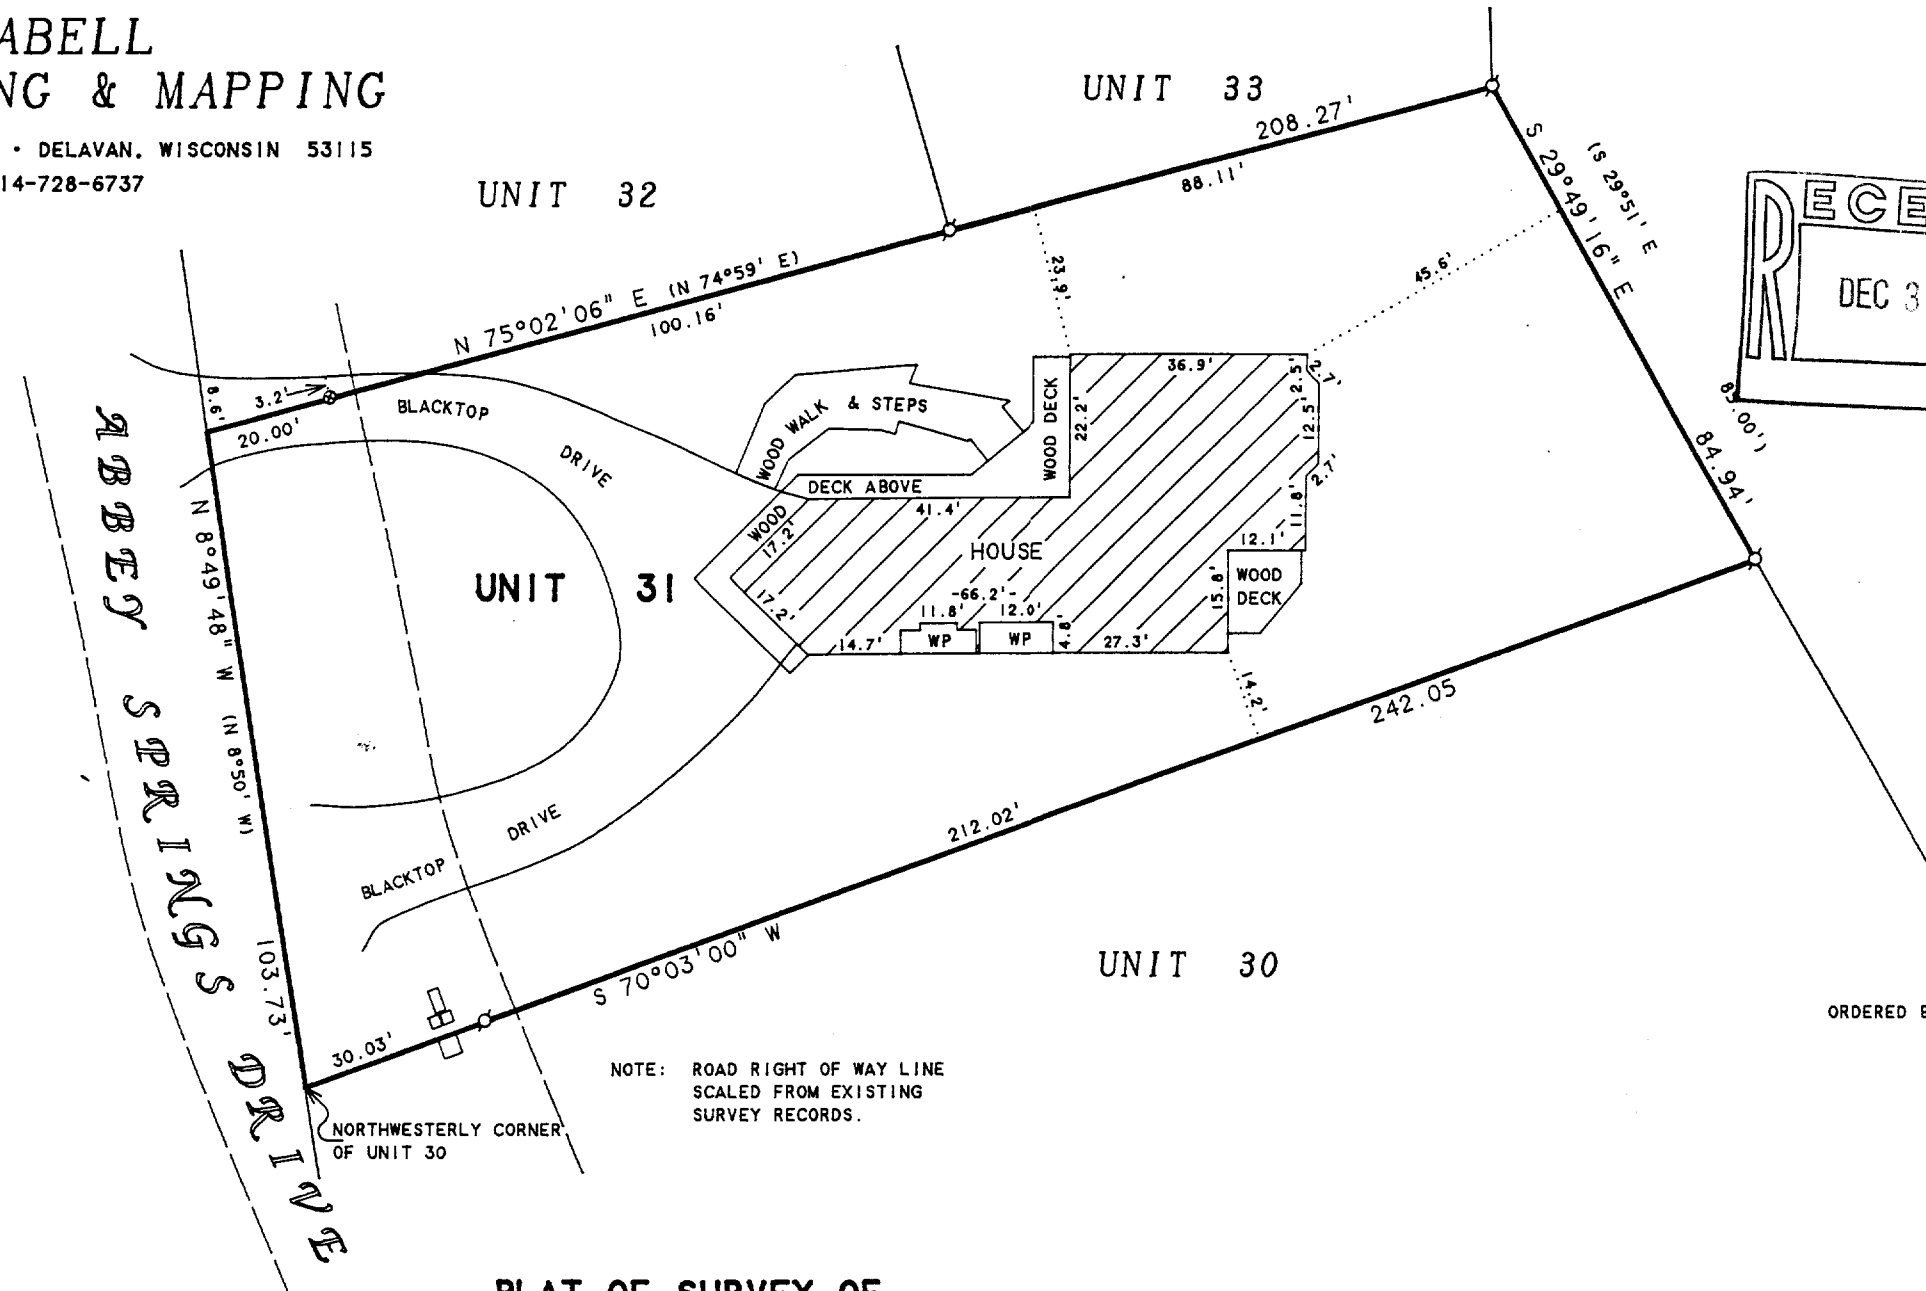 ABELL
NG & MAPPING
• DELAVAN, WISCONSIN 53115
14-728-6737
UNIT 32
UNIT 33
208.27'
88.11'
S 29°49'16" E
(S 29°51' E
84.94'
85.00')
ECE
R
DEC 3
N 75°02'06" E (N 74°59' E)
100.16'
23.9'
45.6'
8.6'
3.2'
20.00'
BLACKTOP
DRIVE
WOOD WALK & STEPS
WOOD DECK
22.2'
36.9'
2.5'
2.7'
12.5'
2.7'
11.8'
12.1'
DECK ABOVE
WOOD
17.2'
41.4'
HOUSE
UNIT 31
17.2'
-66.2'-
11.8'
12.0'
14.7'
WP
WP
4.8'
27.3'
15.8'
WOOD
DECK
14.2'
242.05
212.02'
N 8°49'48" W (N 8°50' W)
103.73'
ABBEY SPRINGS DRIVE
DRIVE
BLACKTOP
S 70°03'00" W
30.03'
UNIT 30
ORDERED
NOTE: ROAD RIGHT OF WAY LINE
SCALED FROM EXISTING
SURVEY RECORDS.
NORTHWESTERLY CORNER
OF UNIT 30
PLAT OF SURVEY OF